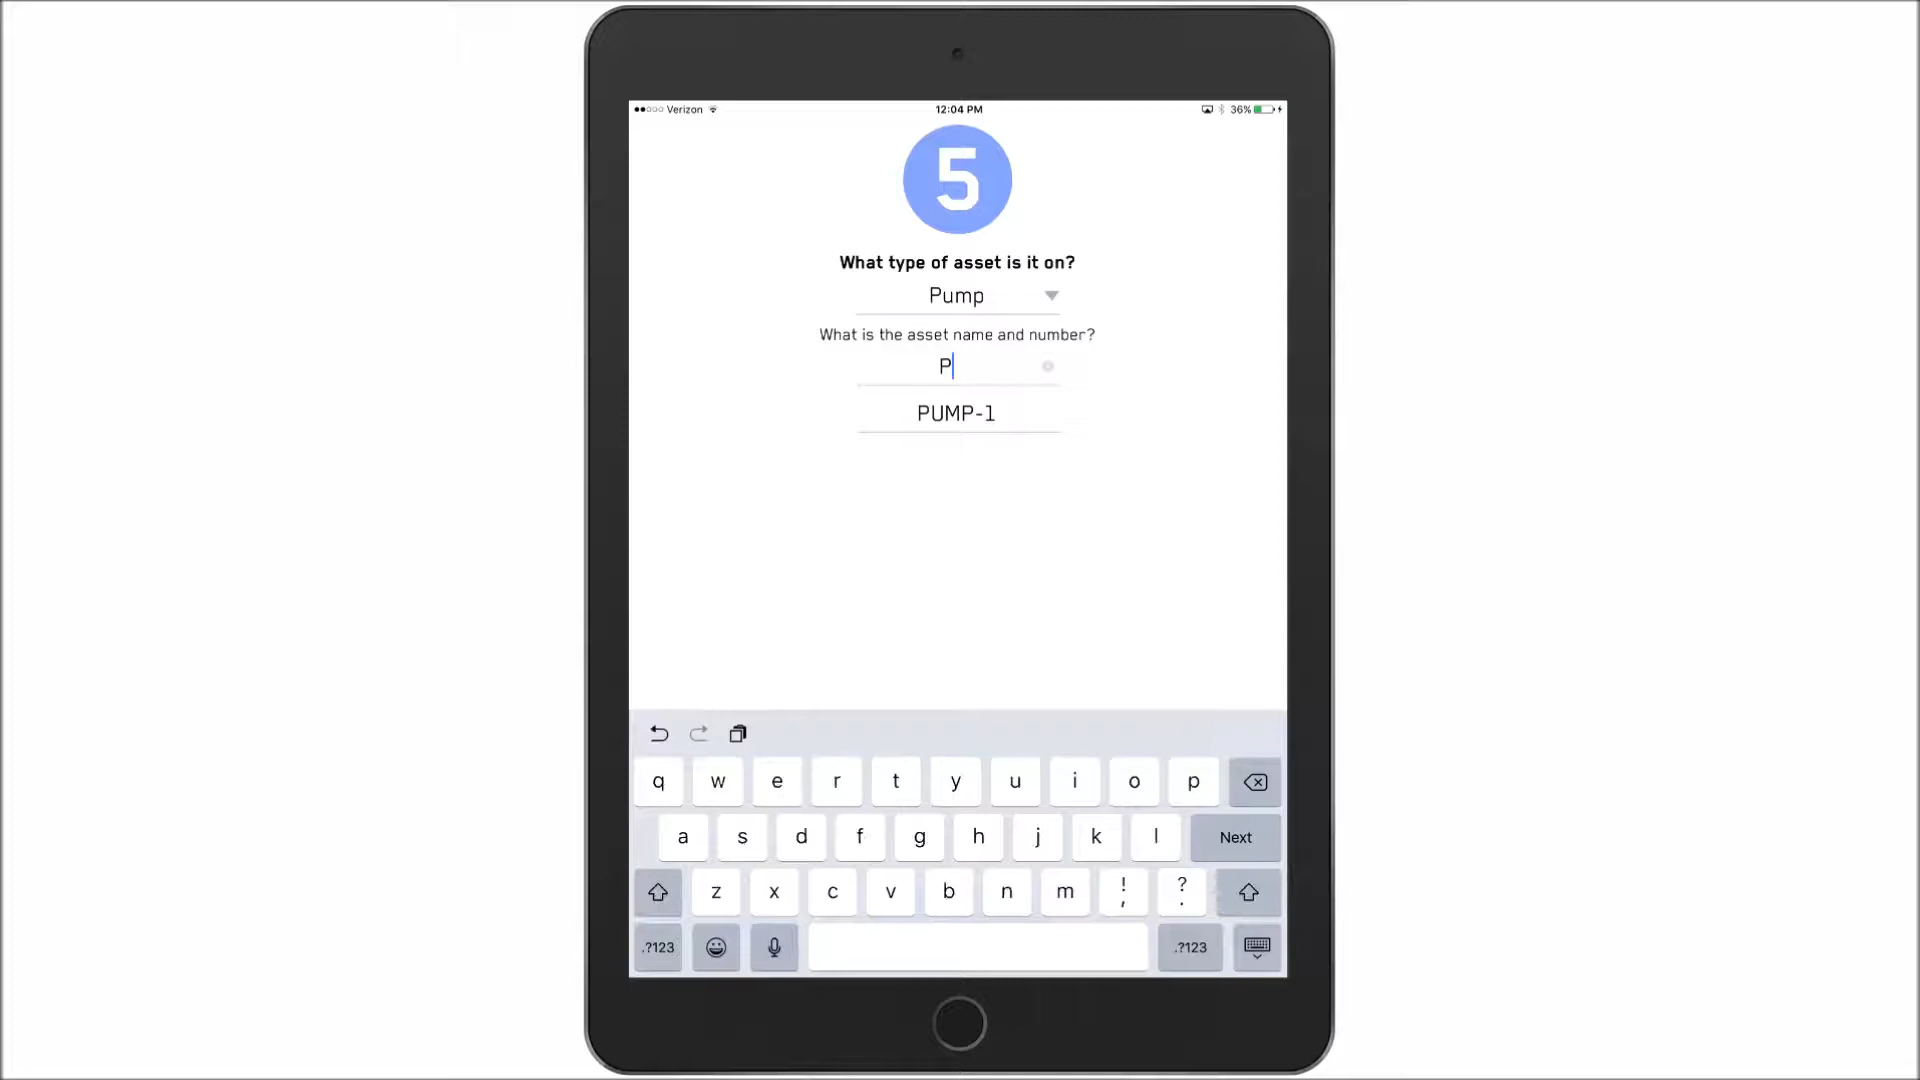 Verizon 12:04 PM 36%
5
What type of asset is it on?
Pump
What is the asset name and number?
P
PUMP-1
q w e r t y u i o p
a s d f g h j k l Next
z x c v b n m ! , ? .
.?123 .?123